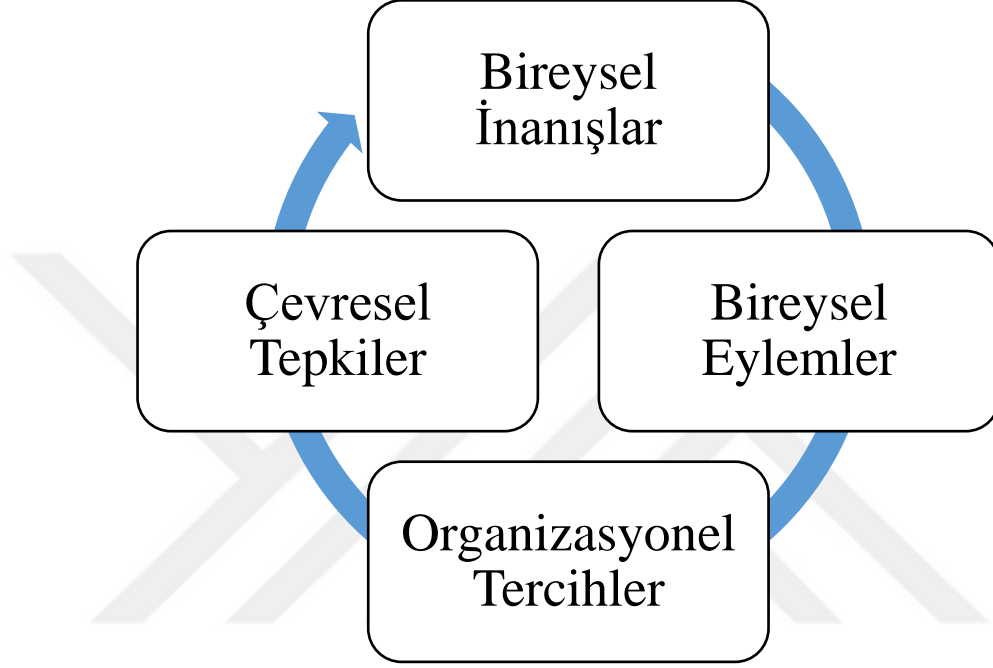 Bireysel
İnanışlar
Bireysel
Eylemler
Organizasyonel
Tercihler
Çevresel
Tepkiler